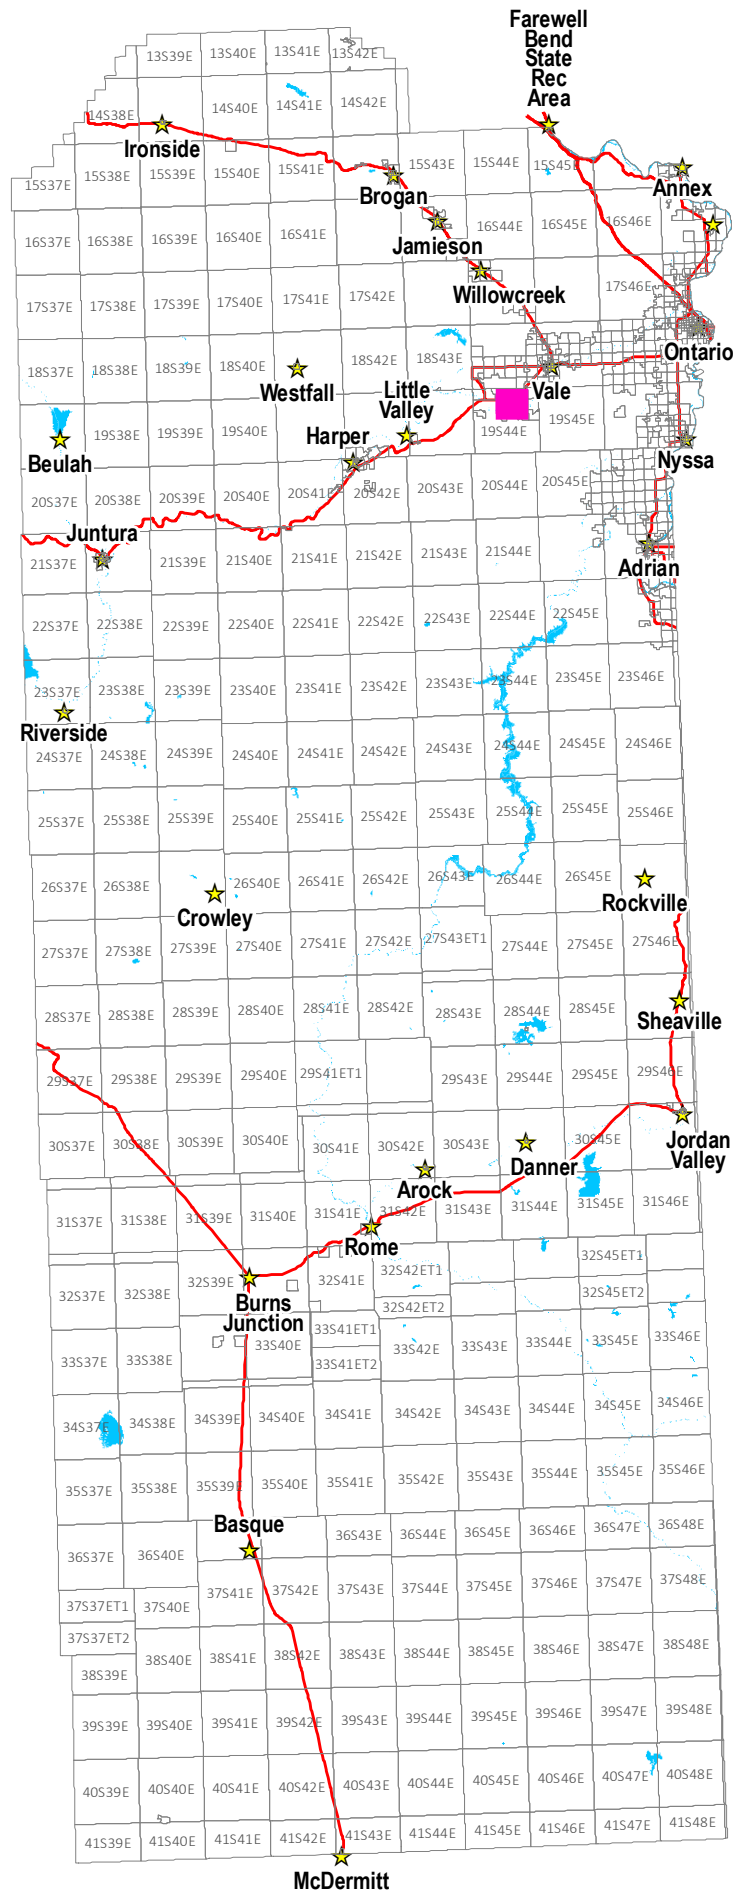 Farewell
Bend
State
Rec
Area
13S39E 13S40E 13S41E 13S42E
14S38E 14S40E 14S41E 14S42E
Ironside
15S37E 15S38E 15S39E 15S40E 15S41E 15S43E 15S44E 15S45E
Brogan
Annex
16S37E 16S38E 16S39E 16S40E 16S41E 16S44E 16S45E 16S46E
Jamieson
17S37E 17S38E 17S39E 17S40E 17S41E 17S42E 17S46E
Willowcreek
Ontario
18S37E 18S38E 18S39E 18S40E 18S42E 18S43E
Westfall
Vale
Little
Valley
19S38E 19S39E 19S40E 19S44E 19S45E
Harper
Beulah
Nyssa
20S37E 20S38E 20S39E 20S40E 20S41E 20S42E 20S43E 20S44E 20S45E
Juntura
21S37E 21S39E 21S40E 21S41E 21S42E 21S43E 21S44E
Adrian
22S37E 22S38E 22S39E 22S40E 22S41E 22S42E 22S43E 22S44E 22S45E
23S37E 23S38E 23S39E 23S40E 23S41E 23S42E 23S43E 23S44E 23S45E 23S46E
Riverside
24S37E 24S38E 24S39E 24S40E 24S41E 24S42E 24S43E 24S44E 24S45E 24S46E
25S37E 25S38E 25S39E 25S40E 25S41E 25S42E 25S43E 25S44E 25S45E 25S46E
26S37E 26S38E 26S40E 26S41E 26S42E 26S43E 26S44E 26S45E
Rockville
Crowley
27S37E 27S38E 27S39E 27S40E 27S41E 27S42E 27S43ET1 27S44E 27S45E 27S46E
28S37E 28S38E 28S39E 28S40E 28S41E 28S42E 28S43E 28S44E 28S45E
Sheaville
29S37E 29S38E 29S39E 29S40E 29S41ET1 29S43E 29S44E 29S45E 29S46E
30S37E 30S38E 30S39E 30S40E 30S41E 30S42E 30S43E 30S45E
Jordan
Valley
Danner
Arock
31S37E 31S38E 31S39E 31S40E 31S41E 31S42E 31S43E 31S44E 31S45E 31S46E
Rome
32S37E 32S38E 32S39E 32S41E 32S42ET1 32S45ET1
32S42ET2 32S45ET2
Burns
Junction
33S37E 33S38E 33S40E 33S41ET1 33S42E 33S43E 33S44E 33S45E 33S46E
33S41ET2
34S37E 34S38E 34S39E 34S40E 34S41E 34S42E 34S43E 34S44E 34S45E 34S46E
35S37E 35S38E 35S39E 35S40E 35S41E 35S42E 35S43E 35S44E 35S45E 35S46E
Basque
36S37E 36S40E 36S43E 36S44E 36S45E 36S46E 36S47E 36S48E
37S37ET1 37S40E 37S41E 37S42E 37S43E 37S44E 37S45E 37S46E 37S47E 37S48E
37S37ET2
38S39E 38S40E 38S41E 38S42E 38S43E 38S44E 38S45E 38S46E 38S47E 38S48E
39S39E 39S40E 39S41E 39S42E 39S43E 39S44E 39S45E 39S46E 39S47E 39S48E
40S39E 40S40E 40S41E 40S42E 40S43E 40S44E 40S45E 40S46E 40S47E 40S48E
41S39E 41S40E 41S41E 41S42E 41S43E 41S44E 41S45E 41S46E 41S47E 41S48E
McDermitt